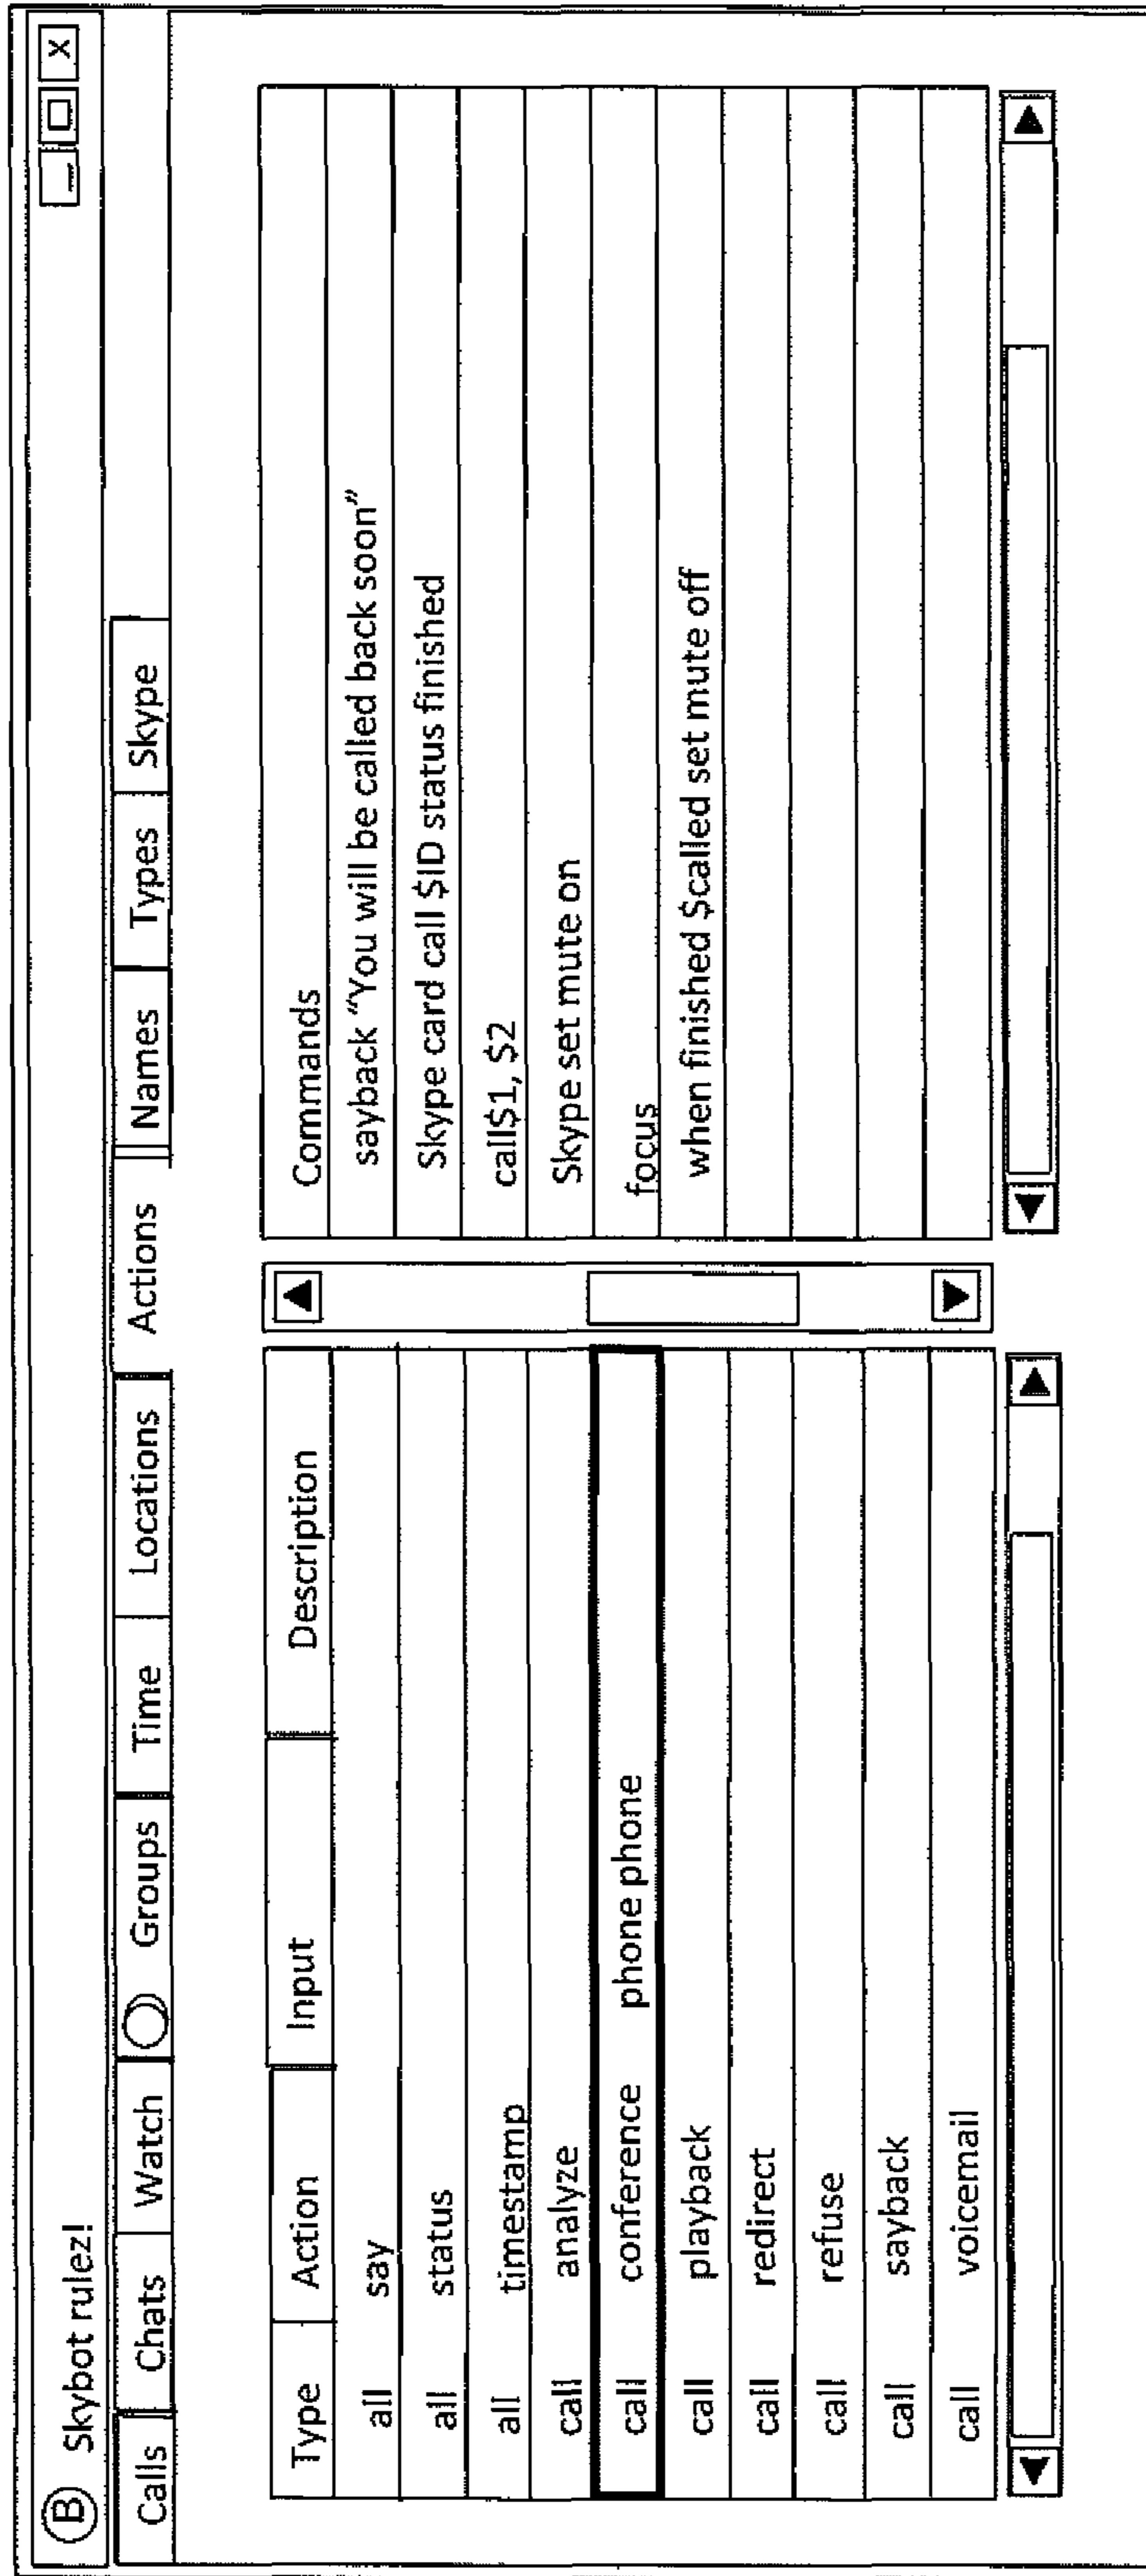 B Skybot rulez! _ X
Calls Chats Watch Groups Time Locations Actions Names Types Skype
Type Action Input Description
all say
all status
all timestamp
call analyze
call conference phone phone
call playback
call redirect
call refuse
call sayback
call voicemail
Commands
sayback “You will be called back soon”
Skype card call $ID status finished
call$1, $2
Skype set mute on
focus
when finished $called set mute off